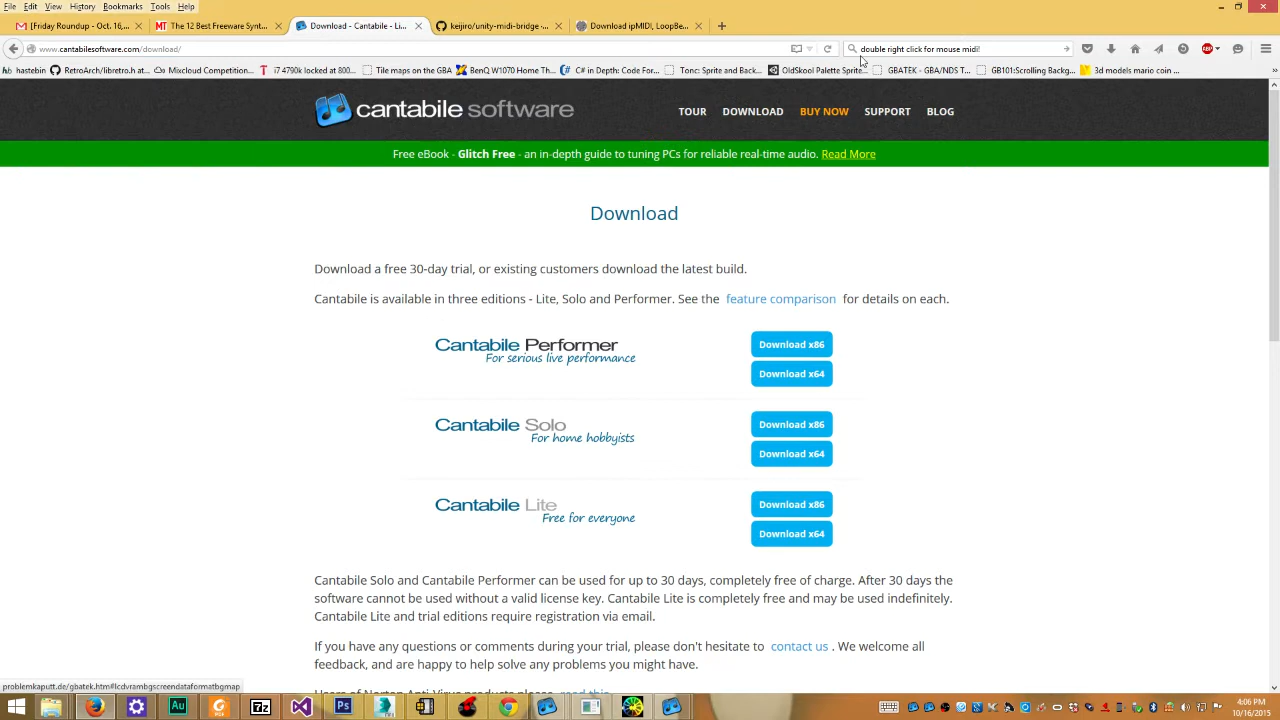 File Edit View History Bookmarks Tools Help
[Friday Roundup - Oct. 16, ...
The 12 Best Freeware Synth...
Download - Cantabile - Li...
keijiro/unity-midi-bridge ·...
Download ipMIDI, LoopBe...
www.cantabilesoftware.com/download/
double right click for mouse midi!
hastebin
RetroArch/libretro.h at...
Mixcloud Competition...
i7 4790k locked at 800...
Tile maps on the GBA
BenQ W1070 Home Th...
C# in Depth: Code For...
Tonc: Sprite and Back...
OldSkool Palette Sprite...
GBATEK - GBA/NDS T...
GB101:Scrolling Backg...
3d models mario coin ...
cantabile software
TOUR DOWNLOAD BUY NOW SUPPORT BLOG
Free eBook - Glitch Free - an in-depth guide to tuning PCs for reliable real-time audio. Read More
Download
Download a free 30-day trial, or existing customers download the latest build.
Cantabile is available in three editions - Lite, Solo and Performer. See the feature comparison for details on each.
Cantabile Performer
For serious live performance
Download x86
Download x64
Cantabile Solo
For home hobbyists
Download x86
Download x64
Cantabile Lite
Free for everyone
Download x86
Download x64
Cantabile Solo and Cantabile Performer can be used for up to 30 days, completely free of charge. After 30 days the
software cannot be used without a valid license key. Cantabile Lite is completely free and may be used indefinitely.
Cantabile Lite and trial editions require registration via email.
If you have any questions or comments during your trial, please don't hesitate to contact us . We welcome all
feedback, and are happy to help solve any problems you might have.
Users of Norton Anti-Virus products please read this.
problemkaputt.de/gbatek.htm#lcdvrambgscreendataformatbgmap
4:06 PM
10/16/2015